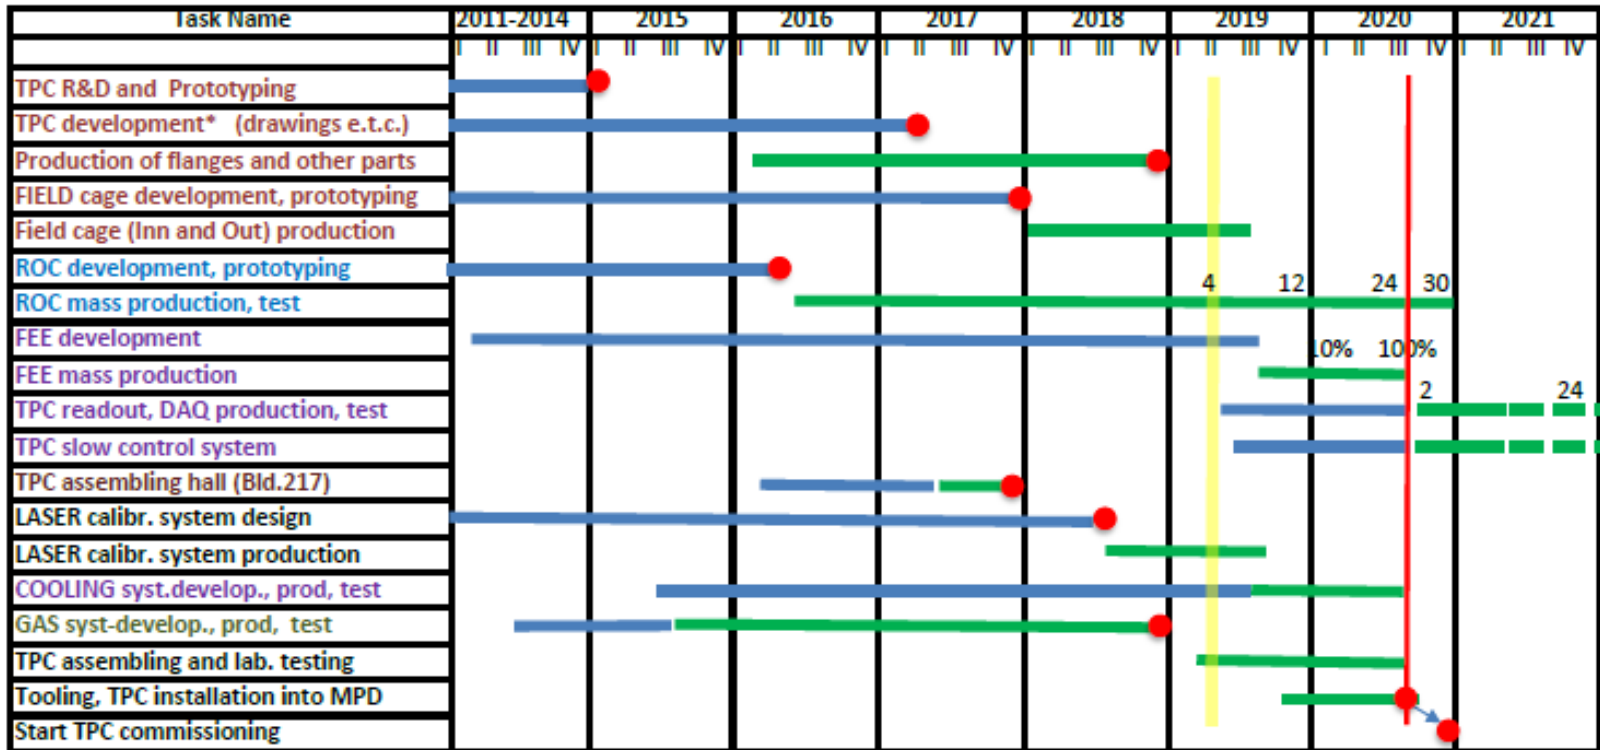 Task Name 2011-2014 2015 2016 2017 2018 2019 2020 2021
I II III IV I II III IV I II III IV I II III IV I II III IV I II III IV I II III IV I II III IV
TPC R&D and Prototyping
TPC development* (drawings e.t.c.)
Production of flanges and other parts
FIELD cage development, prototyping
Field cage (Inn and Out) production
ROC development, prototyping
4 12 24 30
ROC mass production, test
FEE development
10% 100%
FEE mass production
2 24
TPC readout, DAQ production, test
TPC slow control system
TPC assembling hall (Bld.217)
LASER calibr. system design
LASER calibr. system production
COOLING syst.develop., prod, test
GAS syst-develop., prod, test
TPC assembling and lab. testing
Tooling, TPC installation into MPD
Start TPC commissioning